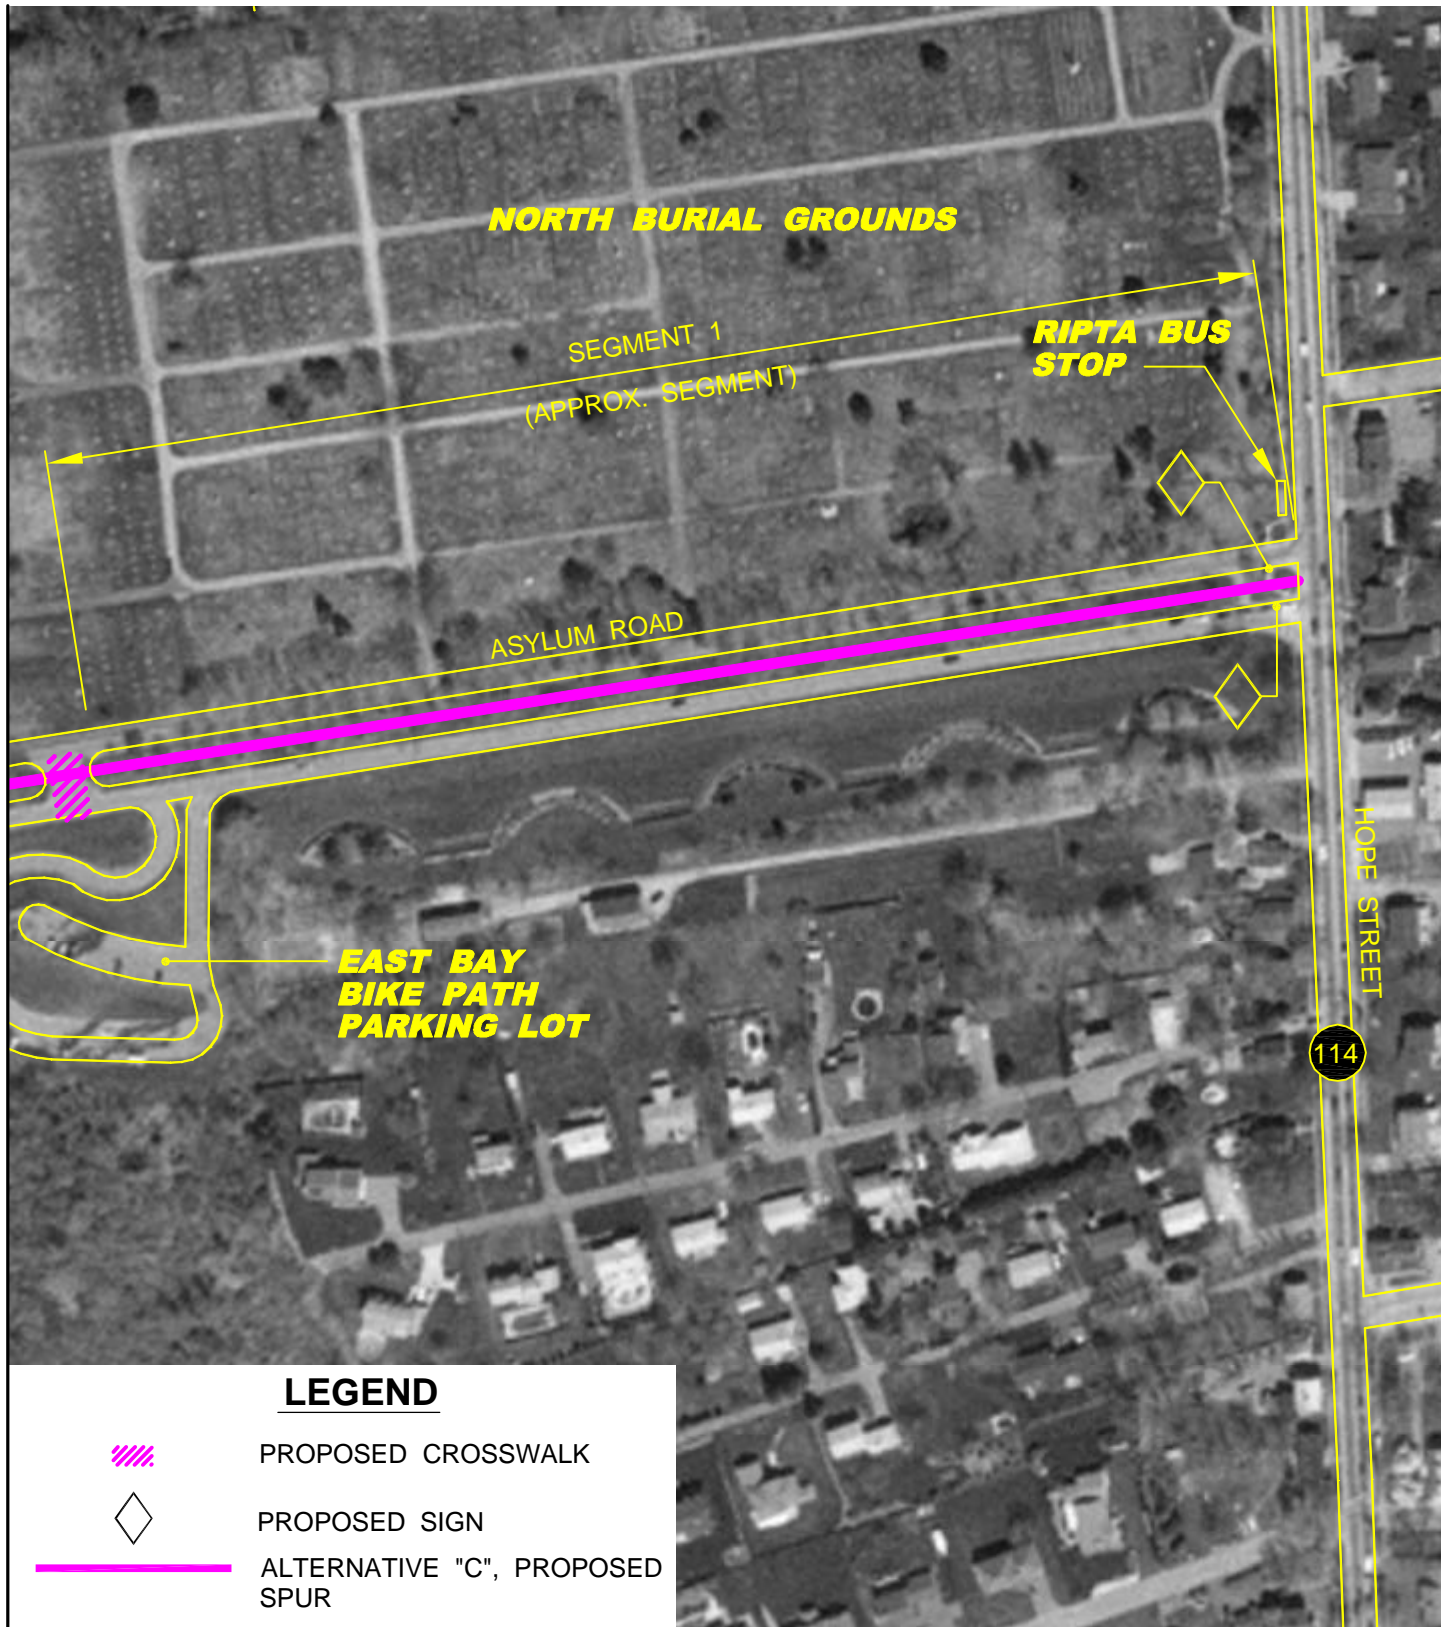 NORTH BURIAL GROUNDS
SEGMENT 1
(APPROX. SEGMENT)
RIPTA BUS
STOP
ASYLUM ROAD
HOPE STREET
EAST BAY
BIKE PATH
PARKING LOT
114
LEGEND
PROPOSED CROSSWALK
PROPOSED SIGN
ALTERNATIVE "C", PROPOSED
SPUR